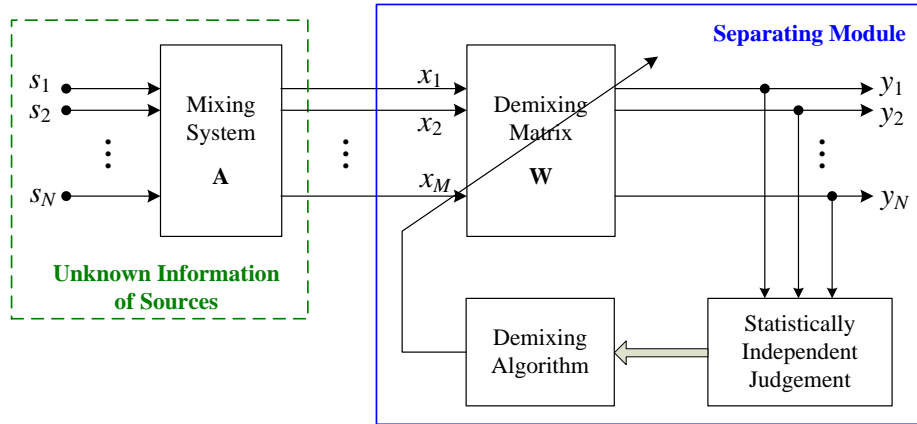 Separating Module
s1
s2
sN
Mixing
System
A
x1
x2
xM
Demixing
Matrix
W
y1
y2
yN
Unknown Information
of Sources
Demixing
Algorithm
Statistically
Independent
Judgement